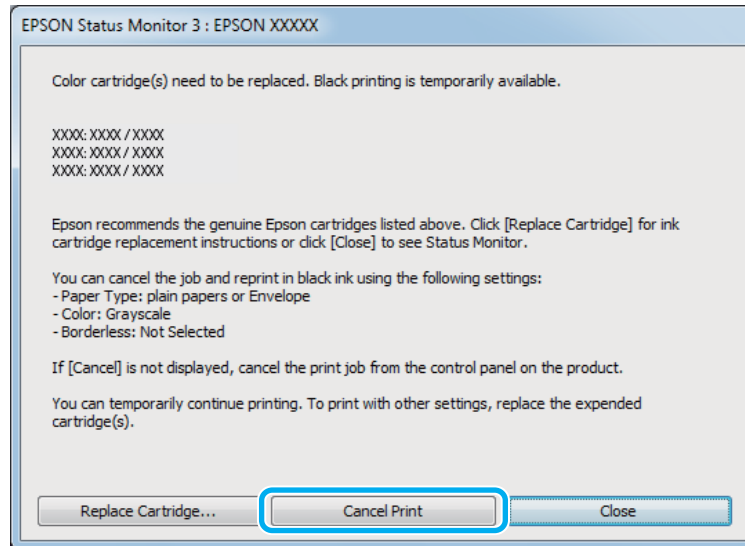 EPSON Status Monitor 3 : EPSON XXXXX
Color cartridge(s) need to be replaced. Black printing is temporarily available.
XXXX: XXXX / XXXX
XXXX: XXXX / XXXX
XXXX: XXXX / XXXX
Epson recommends the genuine Epson cartridges listed above. Click [Replace Cartridge] for ink
cartridge replacement instructions or click [Close] to see Status Monitor.
You can cancel the job and reprint in black ink using the following settings:
- Paper Type: plain papers or Envelope
- Color: Grayscale
- Borderless: Not Selected
If [Cancel] is not displayed, cancel the print job from the control panel on the product.
You can temporarily continue printing. To print with other settings, replace the expended
cartridge(s).
Replace Cartridge... Cancel Print Close